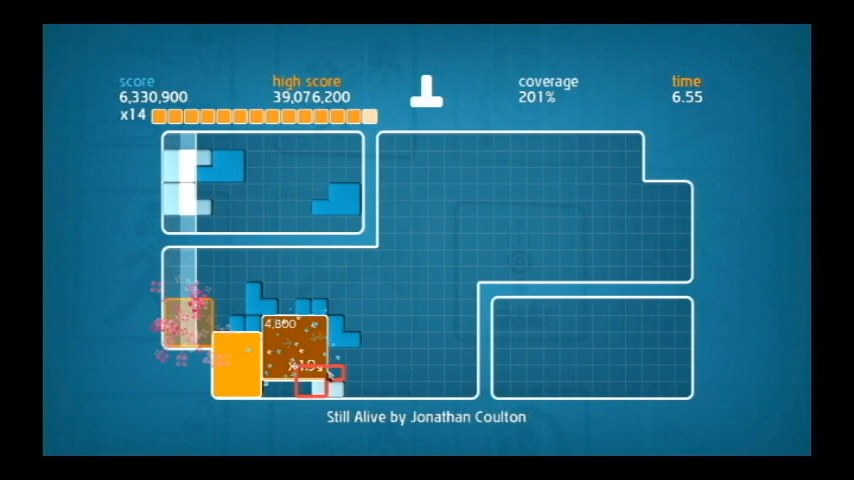 score
6,330,900
high score
39,076,200
coverage
201%
time
6.55
x14
4,800
Still Alive by Jonathan Coulton